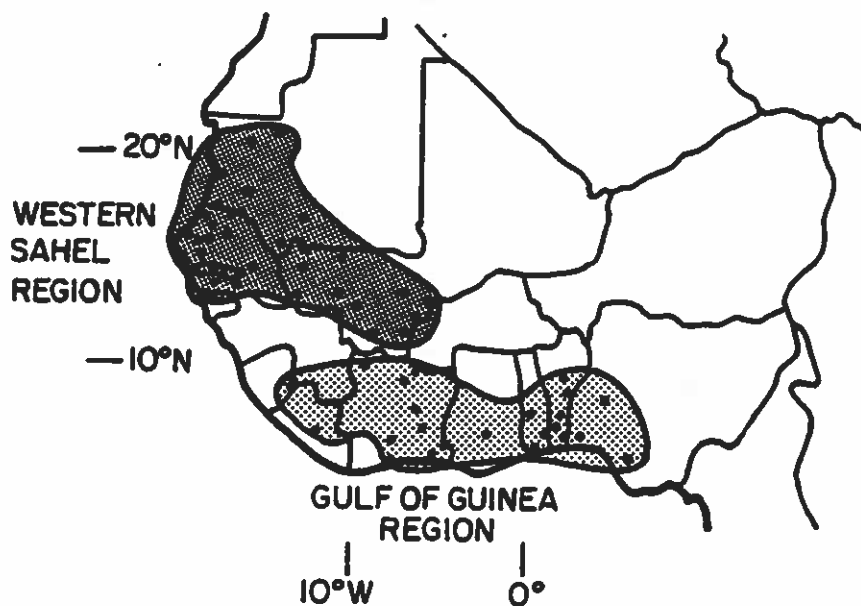 20°N
WESTERN
SAHEL
REGION
10°N
GULF OF GUINEA
REGION
10°W
0°